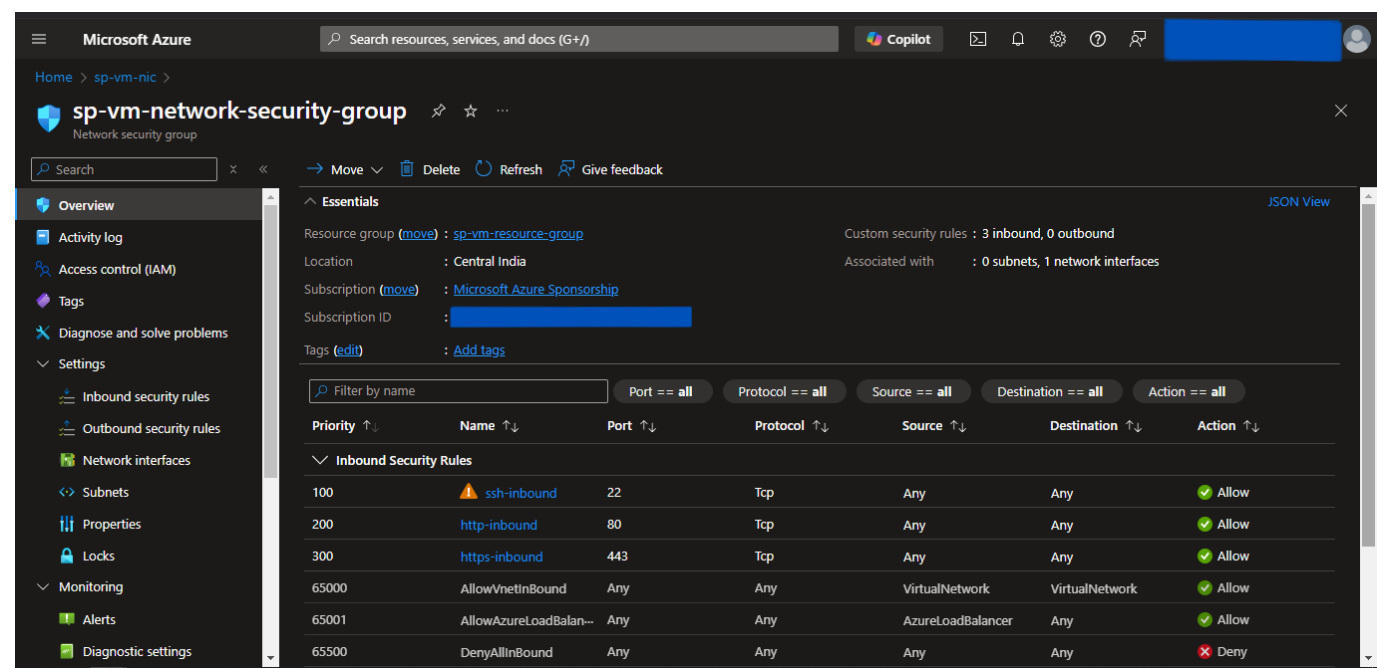 Microsoft Azure
Search resources, services, and docs (G+/)
Copilot
Home > sp-vm-nic >
sp-vm-network-security-group
Network security group
Search
Move
Delete
Refresh
Give feedback
Overview
Activity log
Access control (IAM)
Tags
Diagnose and solve problems
Settings
Inbound security rules
Outbound security rules
Network interfaces
Subnets
Properties
Locks
Monitoring
Alerts
Diagnostic settings
Essentials
JSON View
Resource group (move) : sp-vm-resource-group
Location : Central India
Subscription (move) : Microsoft Azure Sponsorship
Subscription ID :
Tags (edit) : Add tags
Custom security rules : 3 inbound, 0 outbound
Associated with : 0 subnets, 1 network interfaces
Filter by name
Port == all
Protocol == all
Source == all
Destination == all
Action == all
Priority ↑↓ Name ↑↓ Port ↑↓ Protocol ↑↓ Source ↑↓ Destination ↑↓ Action ↑↓
Inbound Security Rules
100 ssh-inbound 22 Tcp Any Any Allow
200 http-inbound 80 Tcp Any Any Allow
300 https-inbound 443 Tcp Any Any Allow
65000 AllowVnetInBound Any Any VirtualNetwork VirtualNetwork Allow
65001 AllowAzureLoadBalan··· Any Any AzureLoadBalancer Any Allow
65500 DenyAllInBound Any Any Any Any Deny